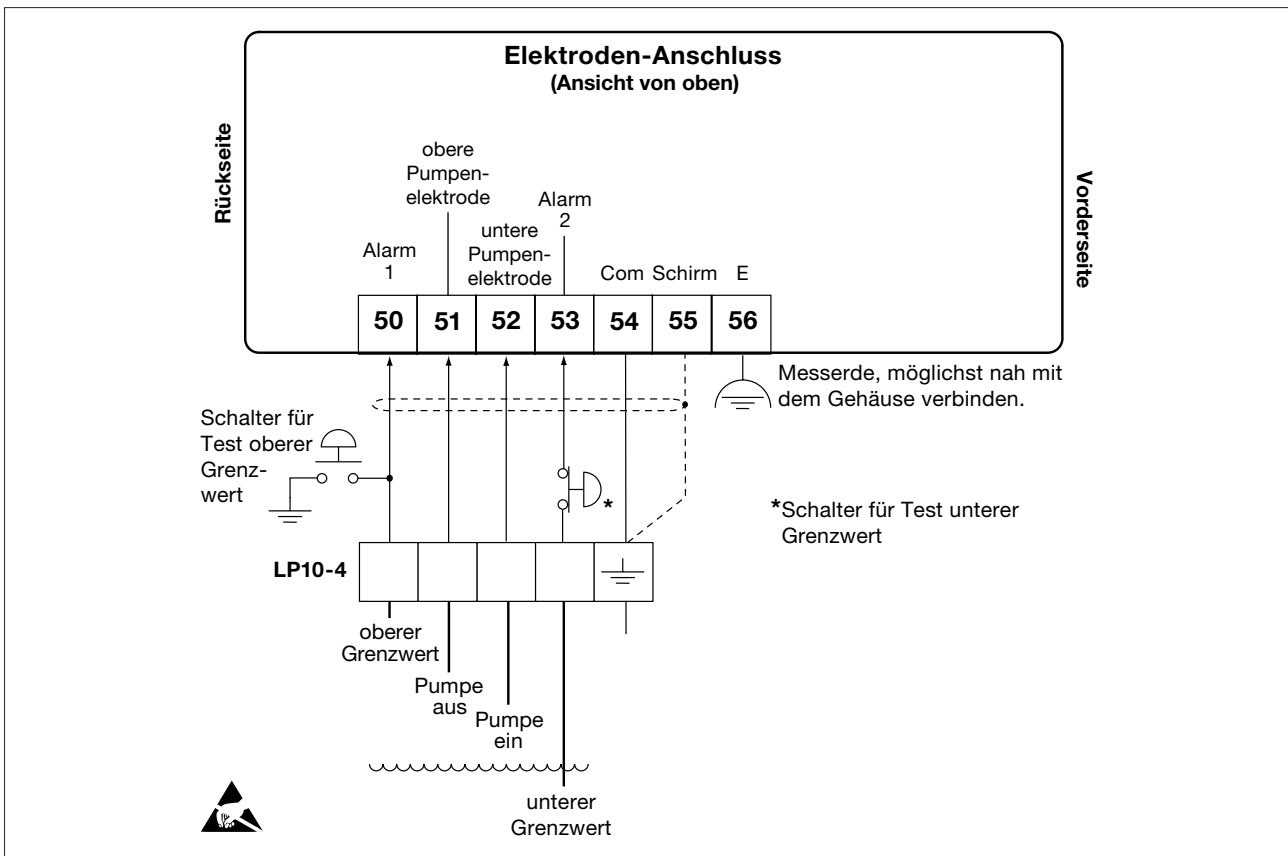 Elektroden-Anschluss
(Ansicht von oben)
Rückseite
Vorderseite
obere
Pumpen-
elektrode
Alarm
1
untere
Pumpen-
elektrode
Alarm
2
Com
Schirm
E
50
51
52
53
54
55
56
Messerde, möglichst nah mit
dem Gehäuse verbinden.
Schalter für
Test oberer
Grenz-
wert
*
*Schalter für Test unterer
Grenzwert
LP10-4
oberer
Grenzwert
Pumpe
aus
Pumpe
ein
unterer
Grenzwert